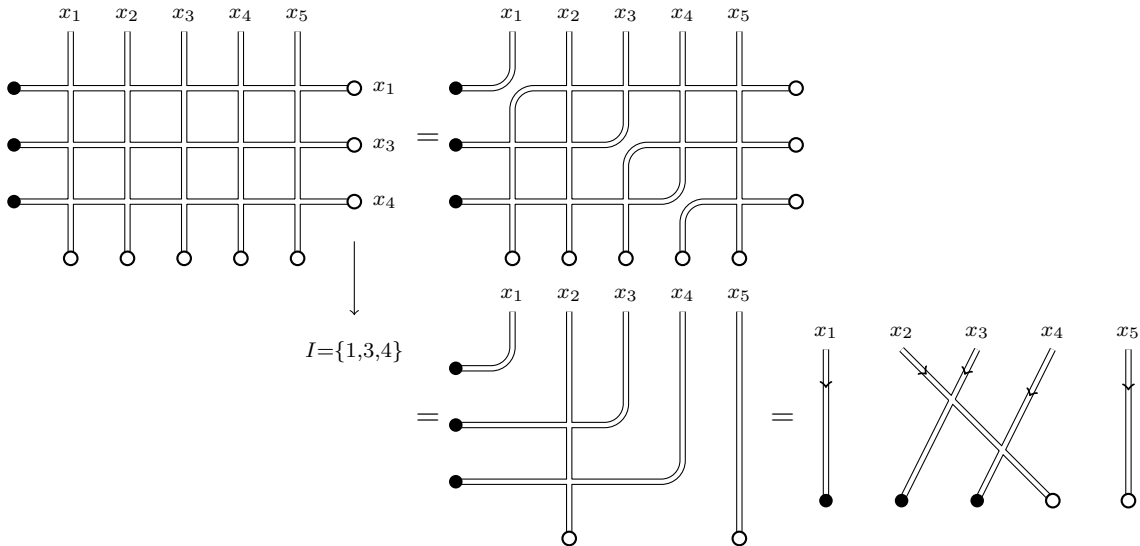 x₁ x₂ x₃ x₄ x₅ x₁ x₂ x₃ x₄ x₅
x₁
=
x₃
x₄
x₁ x₂ x₃ x₄ x₅
x₁ x₂ x₃ x₄ x₅
I={1,3,4}
= =